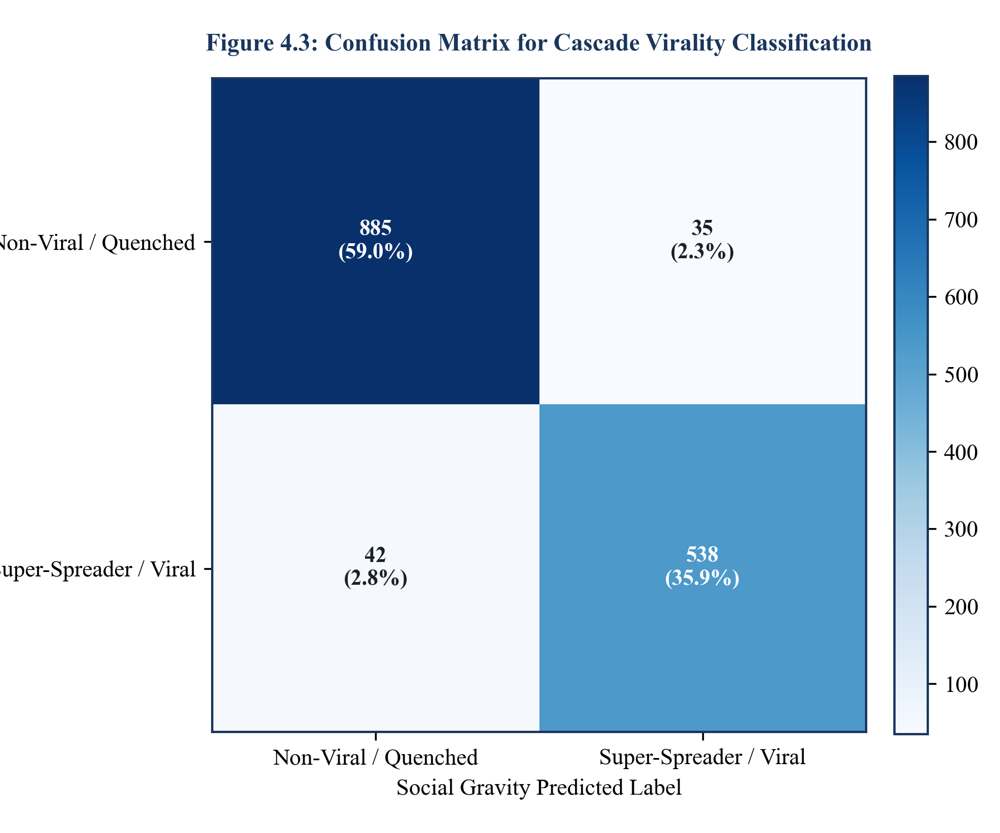 Figure 4.3: Confusion Matrix for Cascade Virality Classification
Non-Viral / Quenched
885
(59.0%)
35
(2.3%)
uper-Spreader / Viral
42
(2.8%)
538
(35.9%)
Non-Viral / Quenched
Super-Spreader / Viral
Social Gravity Predicted Label
800
700
600
500
400
300
200
100